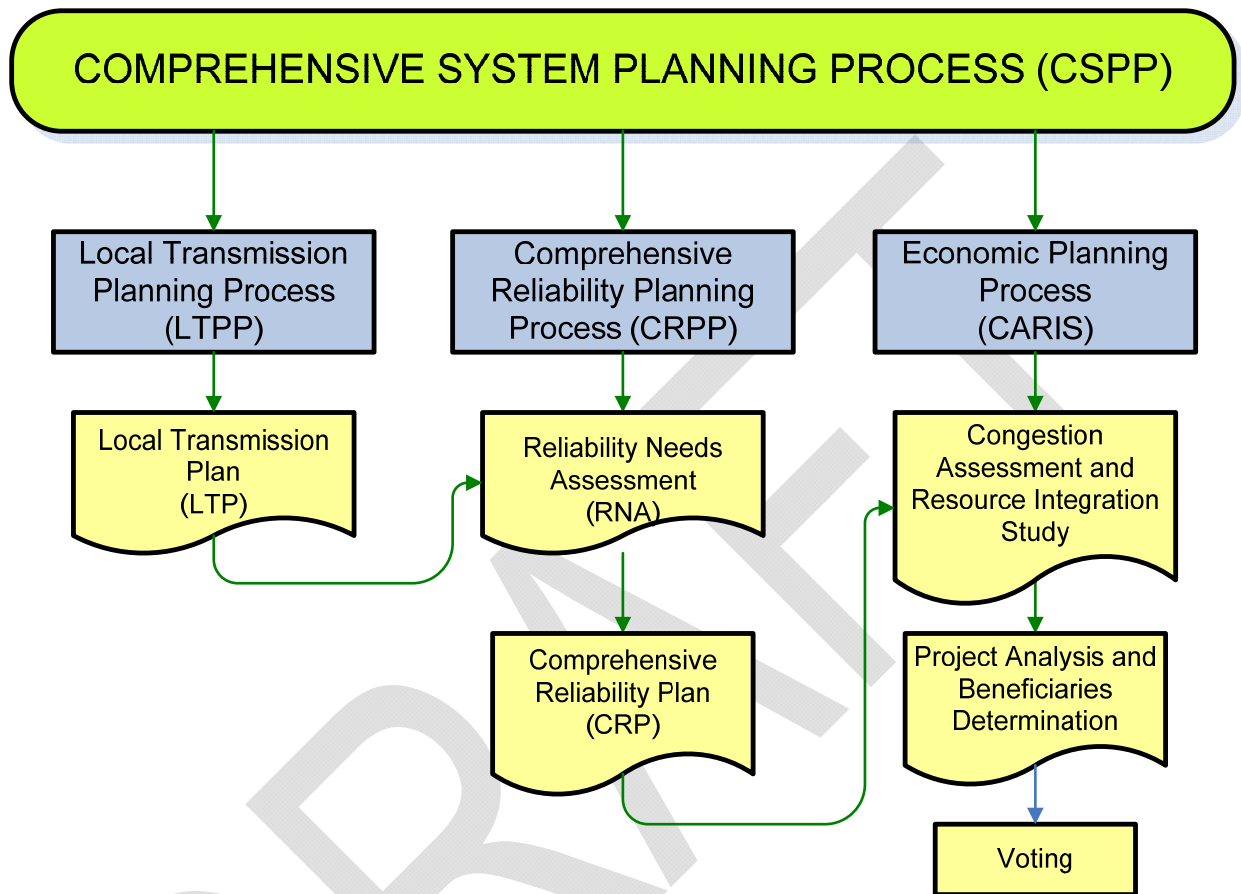 COMPREHENSIVE SYSTEM PLANNING PROCESS (CSPP)
Local Transmission
Planning Process
(LTPP)
Comprehensive
Reliability Planning
Process (CRPP)
Economic Planning
Process
(CARIS)
Local Transmission
Plan
(LTP)
Reliability Needs
Assessment
(RNA)
Congestion
Assessment and
Resource Integration
Study
Comprehensive
Reliability Plan
(CRP)
Project Analysis and
Beneficiaries
Determination
Voting
DRAFT